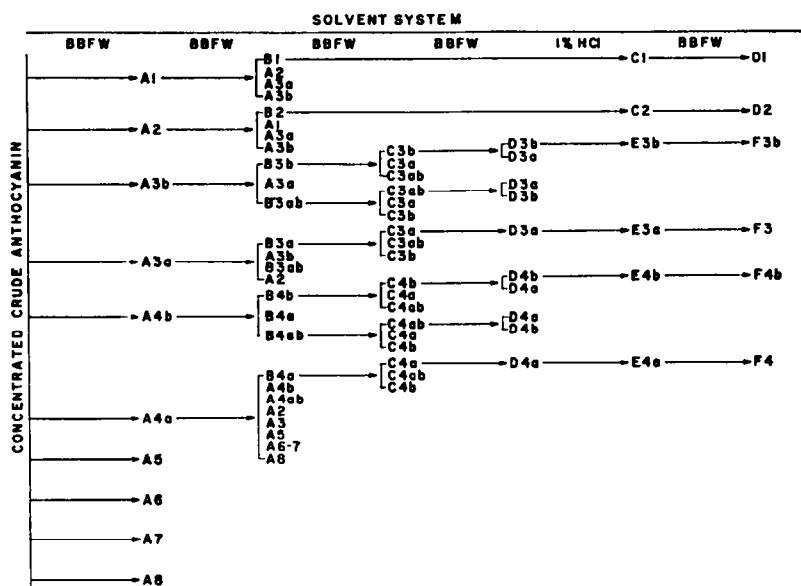 SOLVENT SYSTEM
BBFW BBFW BBFW BBFW 1% HCl BBFW
CONCENTRATED CRUDE ANTHOCYANIN
B1 C1 D1
A1 A2
A3a
A3b
B2 C2 D2
A2 A1
A3a
A3b
C3b D3b E3b F3b
B3b C3a D3a
C3ab
A3b A3a
C3ab D3a
B3ab C3a D3b
C3b
C3a D3a E3a F3
B3a C3ab
A3b C3b
A3a B3ab
A2
C4b D4b E4b F4b
B4b C4a D4a
C4ab
A4b B4a
C4ab D4a
B4ab C4a D4b
C4b
C4a D4a E4a F4
B4a C4ab
A4b C4b
A4ab
A2
A4a A3
A5
A6-7
A5 A8
A6
A7
A8